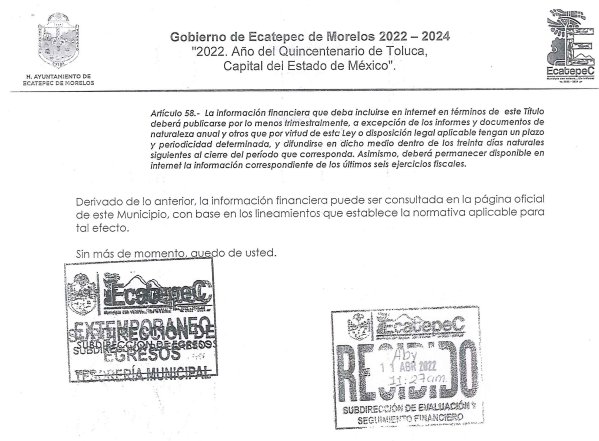 Gobierno de Ecatepec de Morelos 2022 – 2024
"2022. Año del Quincentenario de Toluca,
Capital del Estado de México".
H. AYUNTAMIENTO DE
ECATEPEC DE MORELOS
EcatepeC
Artículo 58.- La información financiera que deba incluirse en Internet en términos de este Título
deberá publicarse por lo menos trimestralmente, a excepción de los informes y documentos de
naturaleza anual y otros que por virtud de esta Ley o disposición legal aplicable tengan un plazo
y periodicidad determinada, y difundirse en dicho medio dentro de los treinta días naturales
siguientes al cierre del período que corresponda. Asimismo, deberá permanecer disponible en
internet la información correspondiente de los últimos seis ejercicios fiscales.
Derivado de lo anterior, la información financiera puede ser consultada en la página oficial
de este Municipio, con base en los lineamientos que establece la normativa aplicable para
tal efecto.
Sin más de momento, quedo de usted.
EcatepeC
EXTEMPORANEO
SUBDIRECCIÓN DE
SUBDIRECCIÓN DE EGRESOS
EGRESOS
TESORERÍA MUNICIPAL
EcatepeC
RECIBIDO
Aby
11 ABR 2022
11:27am
SUBDIRECCIÓN DE EVALUACIÓN Y
SEGUIMIENTO FINANCIERO